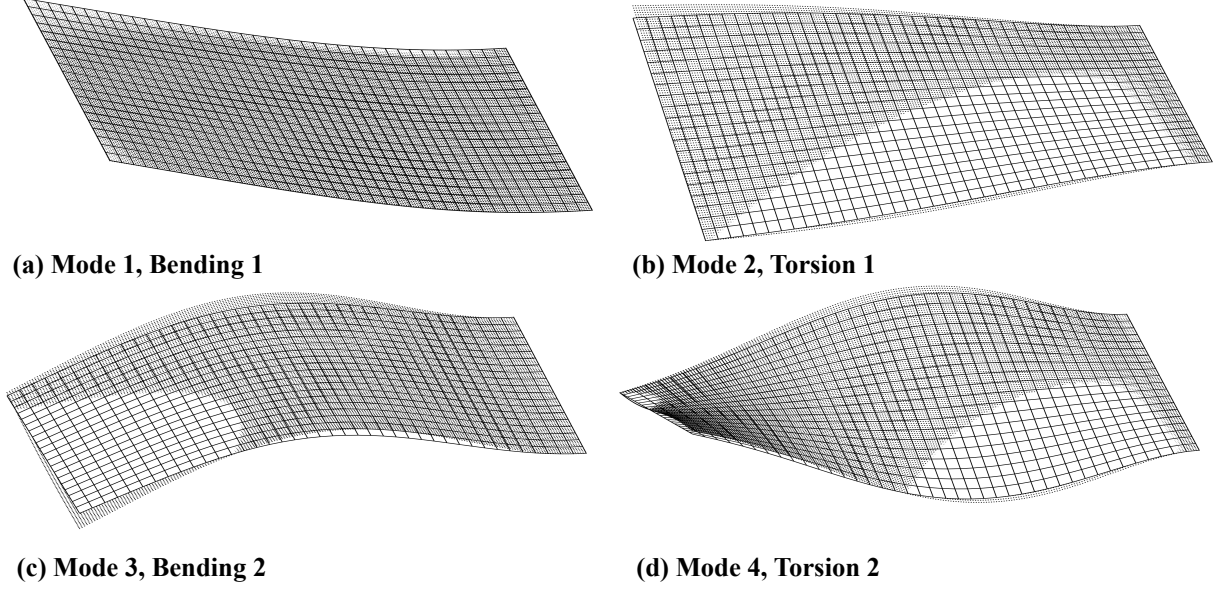 (a) Mode 1, Bending 1
(b) Mode 2, Torsion 1
(c) Mode 3, Bending 2
(d) Mode 4, Torsion 2